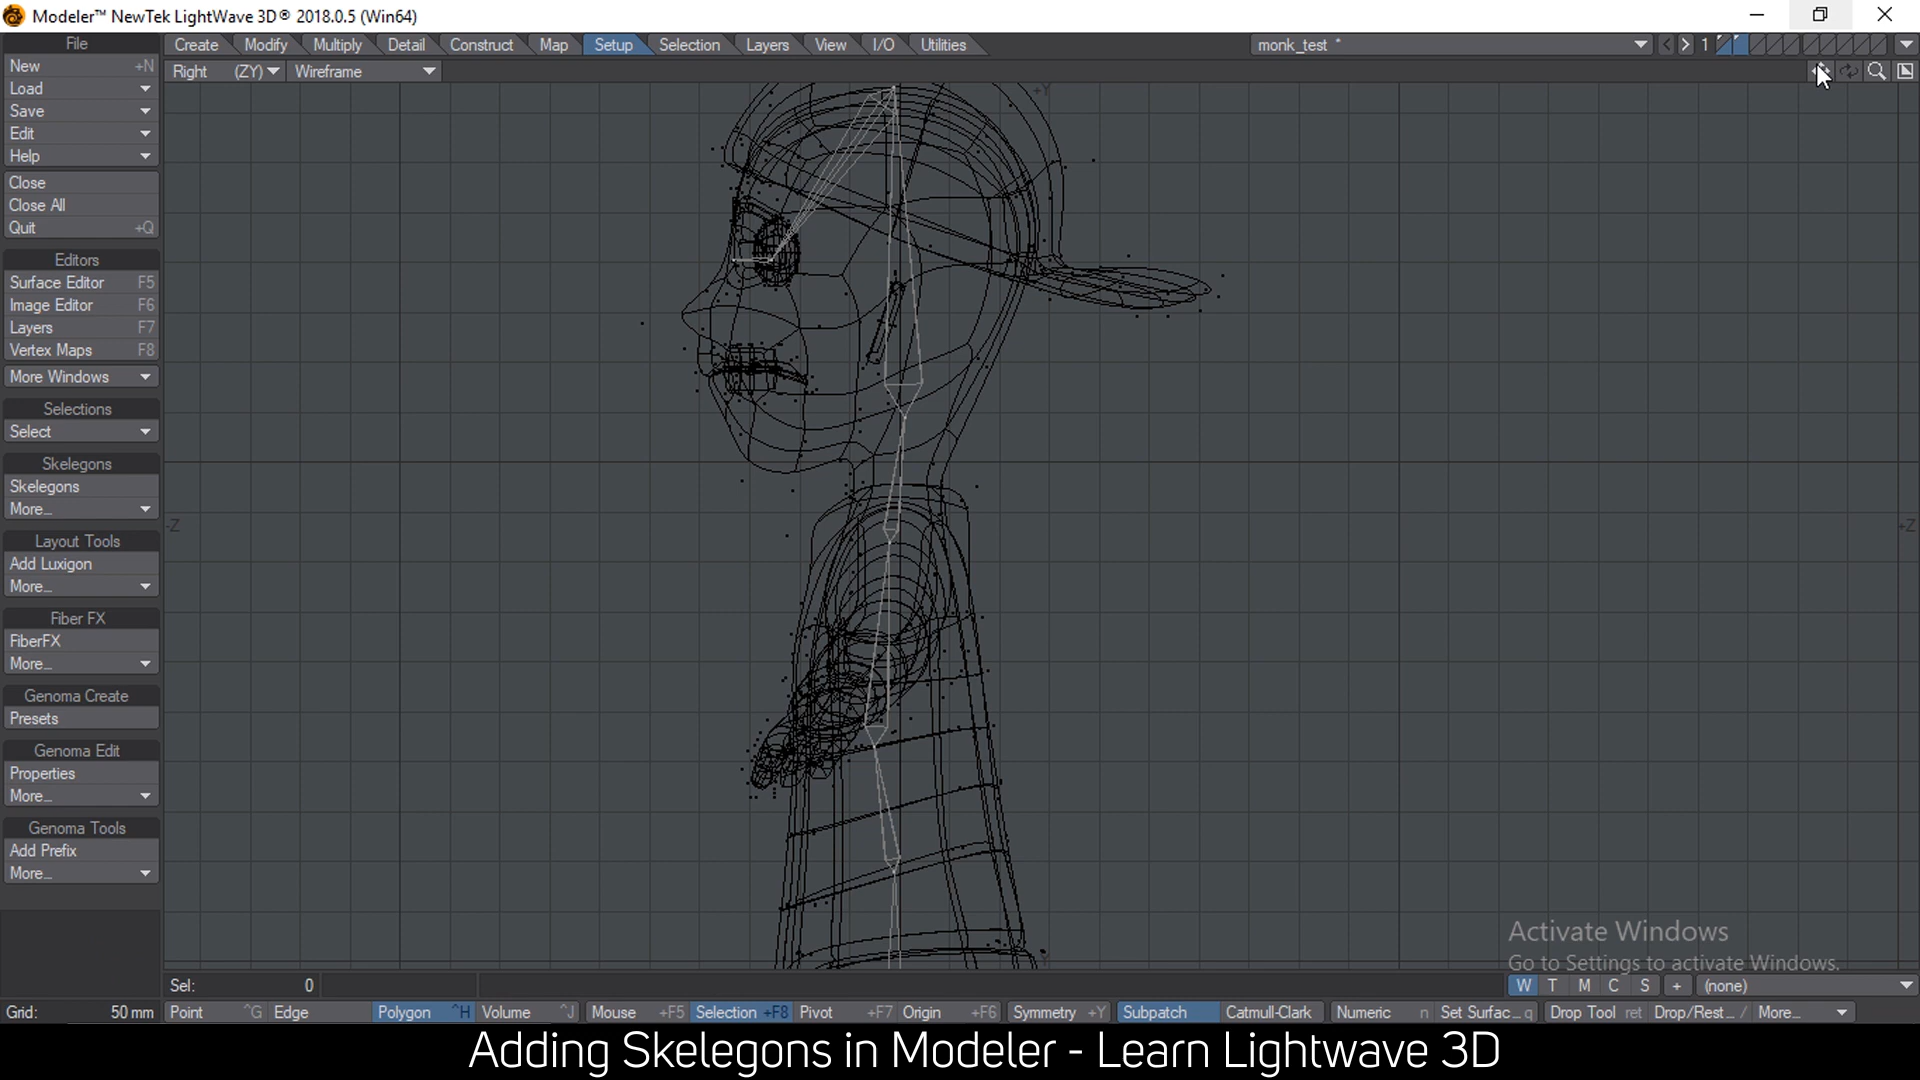 Modeler™ NewTek LightWave 3D® 2018.0.5 (Win64)
File
Create Modify Multiply Detail Construct Map Setup Selection Layers View I/O Utilities monk_test * 1
New +N
Right (ZY) Wireframe
Load
Save
Edit
Help
Close
Close All
Quit +Q
Editors
Surface Editor F5
Image Editor F6
Layers F7
Vertex Maps F8
More Windows
Selections
Select
Skelegons
Skelegons
More...
Layout Tools
Add Luxigon
More...
Fiber FX
FiberFX
More...
Genoma Create
Presets
Genoma Edit
Properties
More...
Genoma Tools
Add Prefix
More...
+Y
-Z +Z
Activate Windows
Go to Settings to activate Windows.
Sel: 0 W T M C S + (none)
Grid: 50 mm Point ^G Edge Polygon ^H Volume ^J Mouse +F5 Selection +F8 Pivot +F7 Origin +F6 Symmetry +Y Subpatch Catmull-Clark Numeric n Set Surfac... q Drop Tool ret Drop/Rest... / More...
Adding Skelegons in Modeler - Learn Lightwave 3D